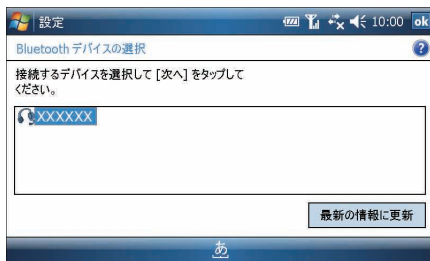 設定 10:00 ok
Bluetooth デバイスの選択
接続するデバイスを選択して [次へ] をタップして
ください。
XXXXXX
最新の情報に更新
あ